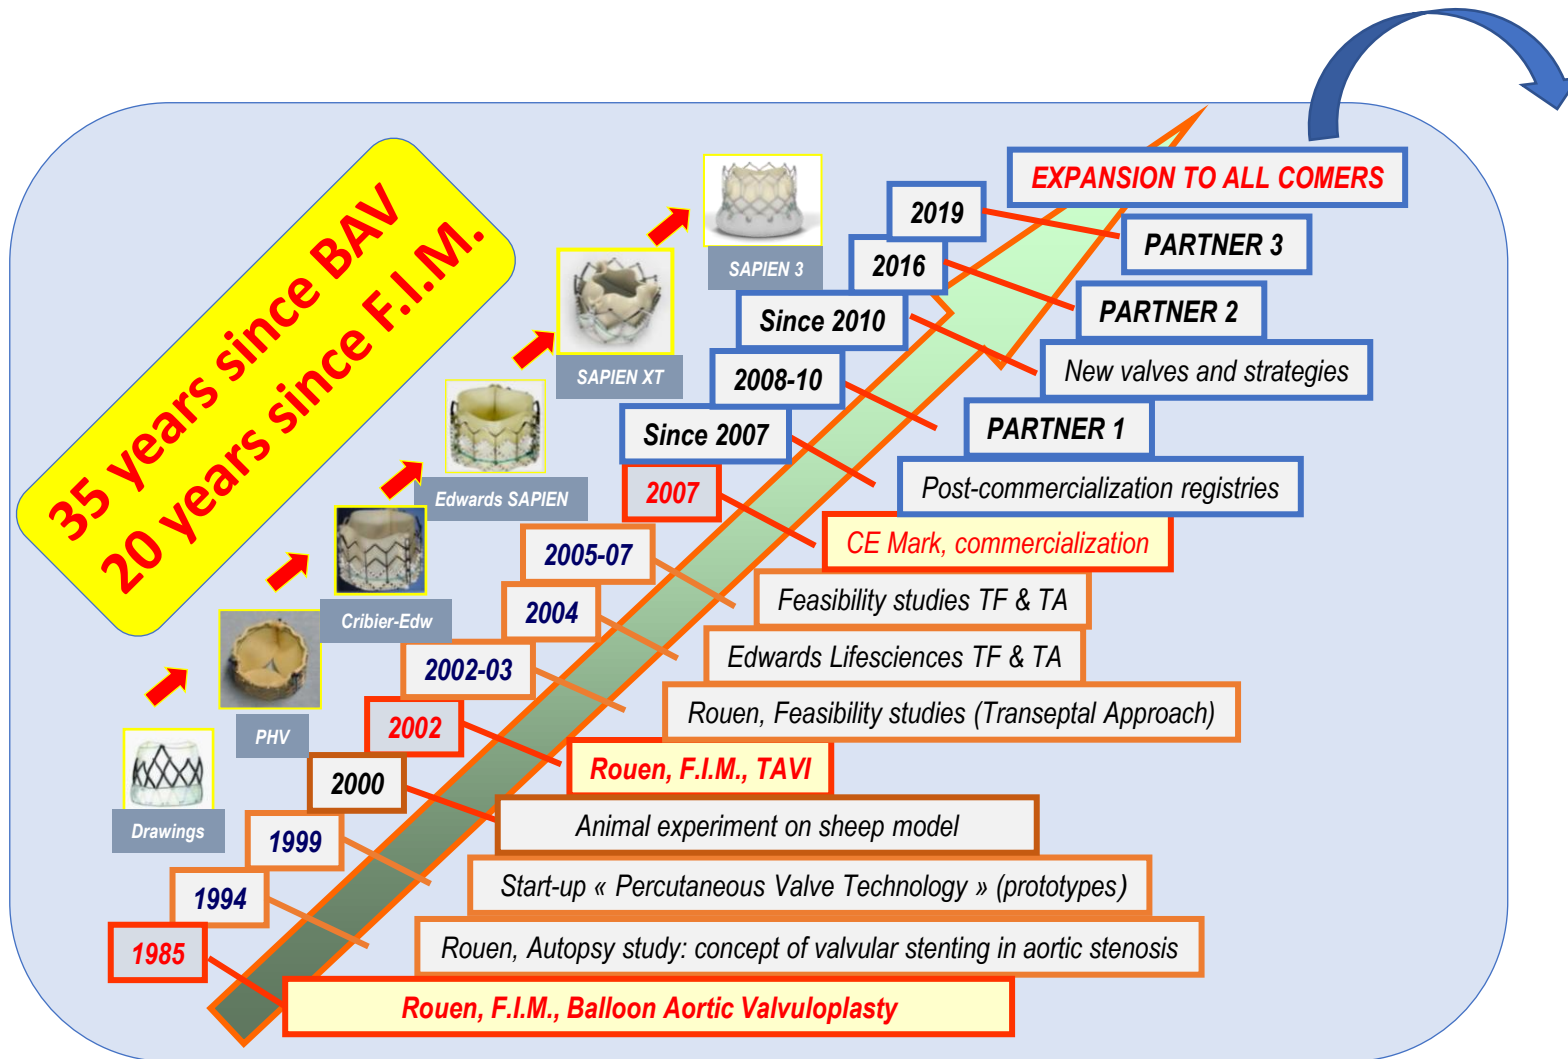 35 years since BAV
20 years since F.I.M.
EXPANSION TO ALL COMERS
2019
PARTNER 3
SAPIEN 3
2016
PARTNER 2
Since 2010
New valves and strategies
SAPIEN XT
2008-10
PARTNER 1
Since 2007
Post-commercialization registries
Edwards SAPIEN
2007
CE Mark, commercialization
2005-07
Feasibility studies TF & TA
Cribier-Edw
2004
Edwards Lifesciences TF & TA
2002-03
Rouen, Feasibility studies (Transeptal Approach)
PHV
2002
Rouen, F.I.M., TAVI
2000
Animal experiment on sheep model
Drawings
1999
Start-up « Percutaneous Valve Technology » (prototypes)
1994
Rouen, Autopsy study: concept of valvular stenting in aortic stenosis
1985
Rouen, F.I.M., Balloon Aortic Valvuloplasty